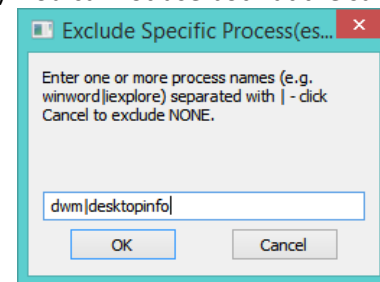 Exclude Specific Process(es...
Enter one or more process names (e.g.
winword|iexplore) separated with | - click
Cancel to exclude NONE.
dwm|desktopinfo
OK
Cancel